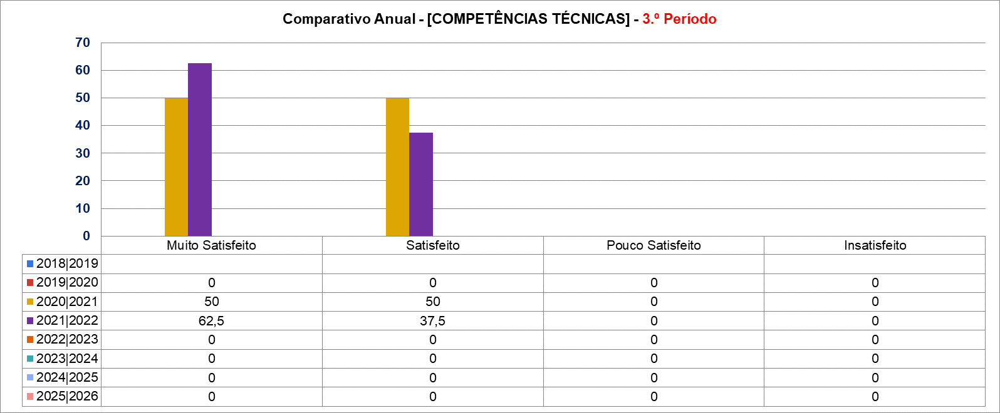 Comparativo Anual - [COMPETÊNCIAS TÉCNICAS] - 3.º Período
70
60
50
40
30
20
10
0
Muito Satisfeito Satisfeito Pouco Satisfeito Insatisfeito
2018|2019
2019|2020 0 0 0 0
2020|2021 50 50 0 0
2021|2022 62,5 37,5 0 0
2022|2023 0 0 0 0
2023|2024 0 0 0 0
2024|2025 0 0 0 0
2025|2026 0 0 0 0